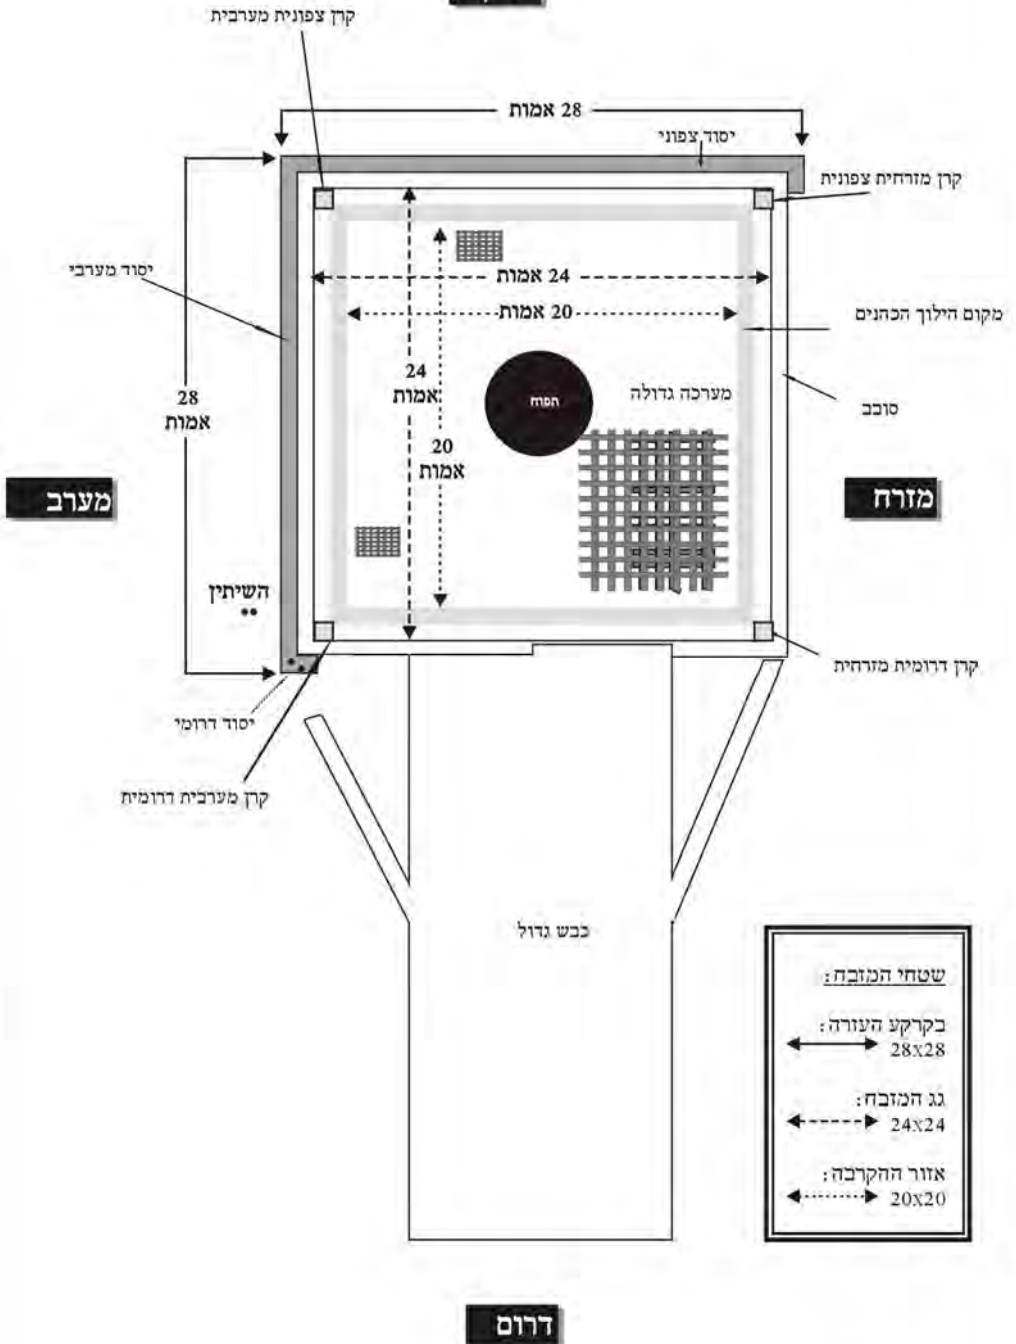 קרן צפונית מערבית
28 אמות
יסוד צפוני
קרן מזרחית צפונית
יסוד מערבי
24 אמות
20 אמות
מקום הילוך הכהנים
24
אמות
תפוח
מערכה גדולה
סובב
28
אמות
20
אמות
מערב
מזרח
השיתין
קרן דרומית מזרחית
יסוד דרומי
קרן מערבית דרומית
כבש גדול
שטחי המזבח:
בקרקע העזרה:
28x28
גג המזבח:
24x24
אזור ההקרבה:
20x20
דרום